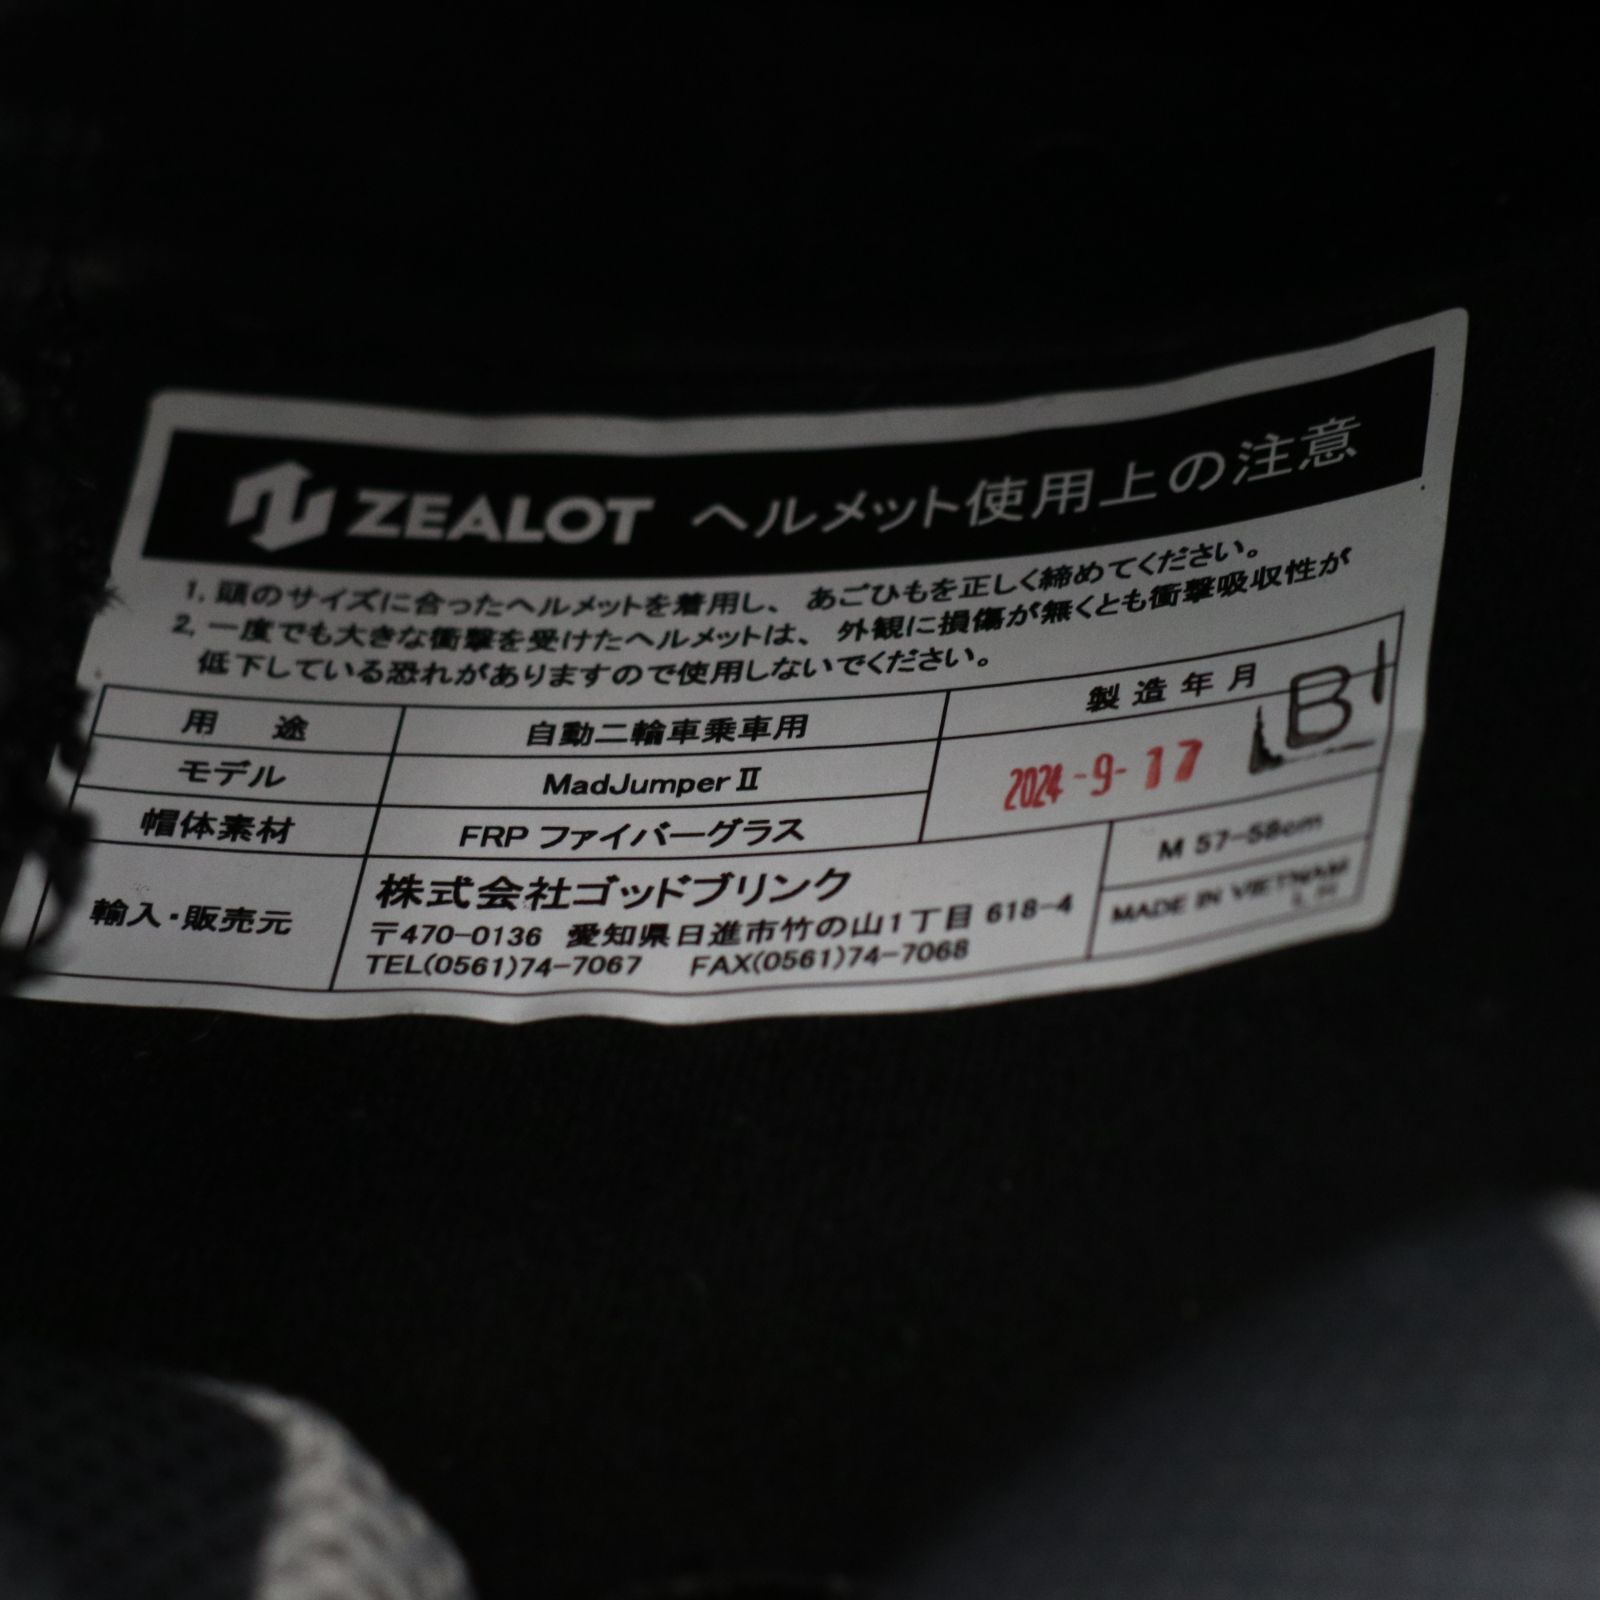 ZEALOT ヘルメット使用上の注意
1, 頭のサイズに合ったヘルメットを着用し、あごひもを正しく締めてください。
2, 一度でも大きな衝撃を受けたヘルメットは、外観に損傷が無くとも衝撃吸収性が
低下している恐れがありますので使用しないでください。
用途 自動二輪車乗車用 製造年月
モデル MadJumper II 2024-9-17
帽体素材 FRP ファイバーグラス
輸入・販売元 株式会社ゴッドブリンク
〒470-0136 愛知県日進市竹の山1丁目 618-4
TEL(0561)74-7067 FAX(0561)74-7068
M 57-58cm
MADE IN VIETNAM